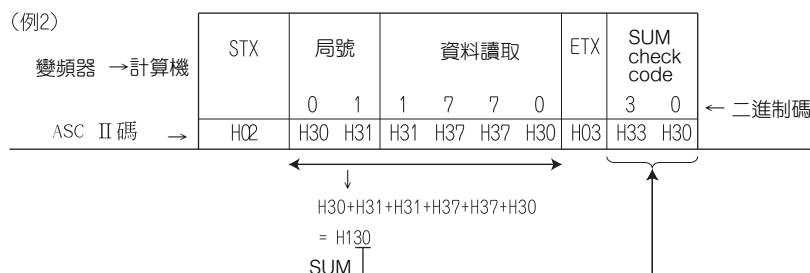 (例2)
變頻器 →計算機
STX 局號 資料讀取 ETX SUM check code
0 1 1 7 7 0 3 0 ← 二進制碼
ASC Ⅱ碼 → H02 H30 H31 H31 H37 H37 H30 H03 H33 H30
H30+H31+H31+H37+H37+H30
= H130
SUM